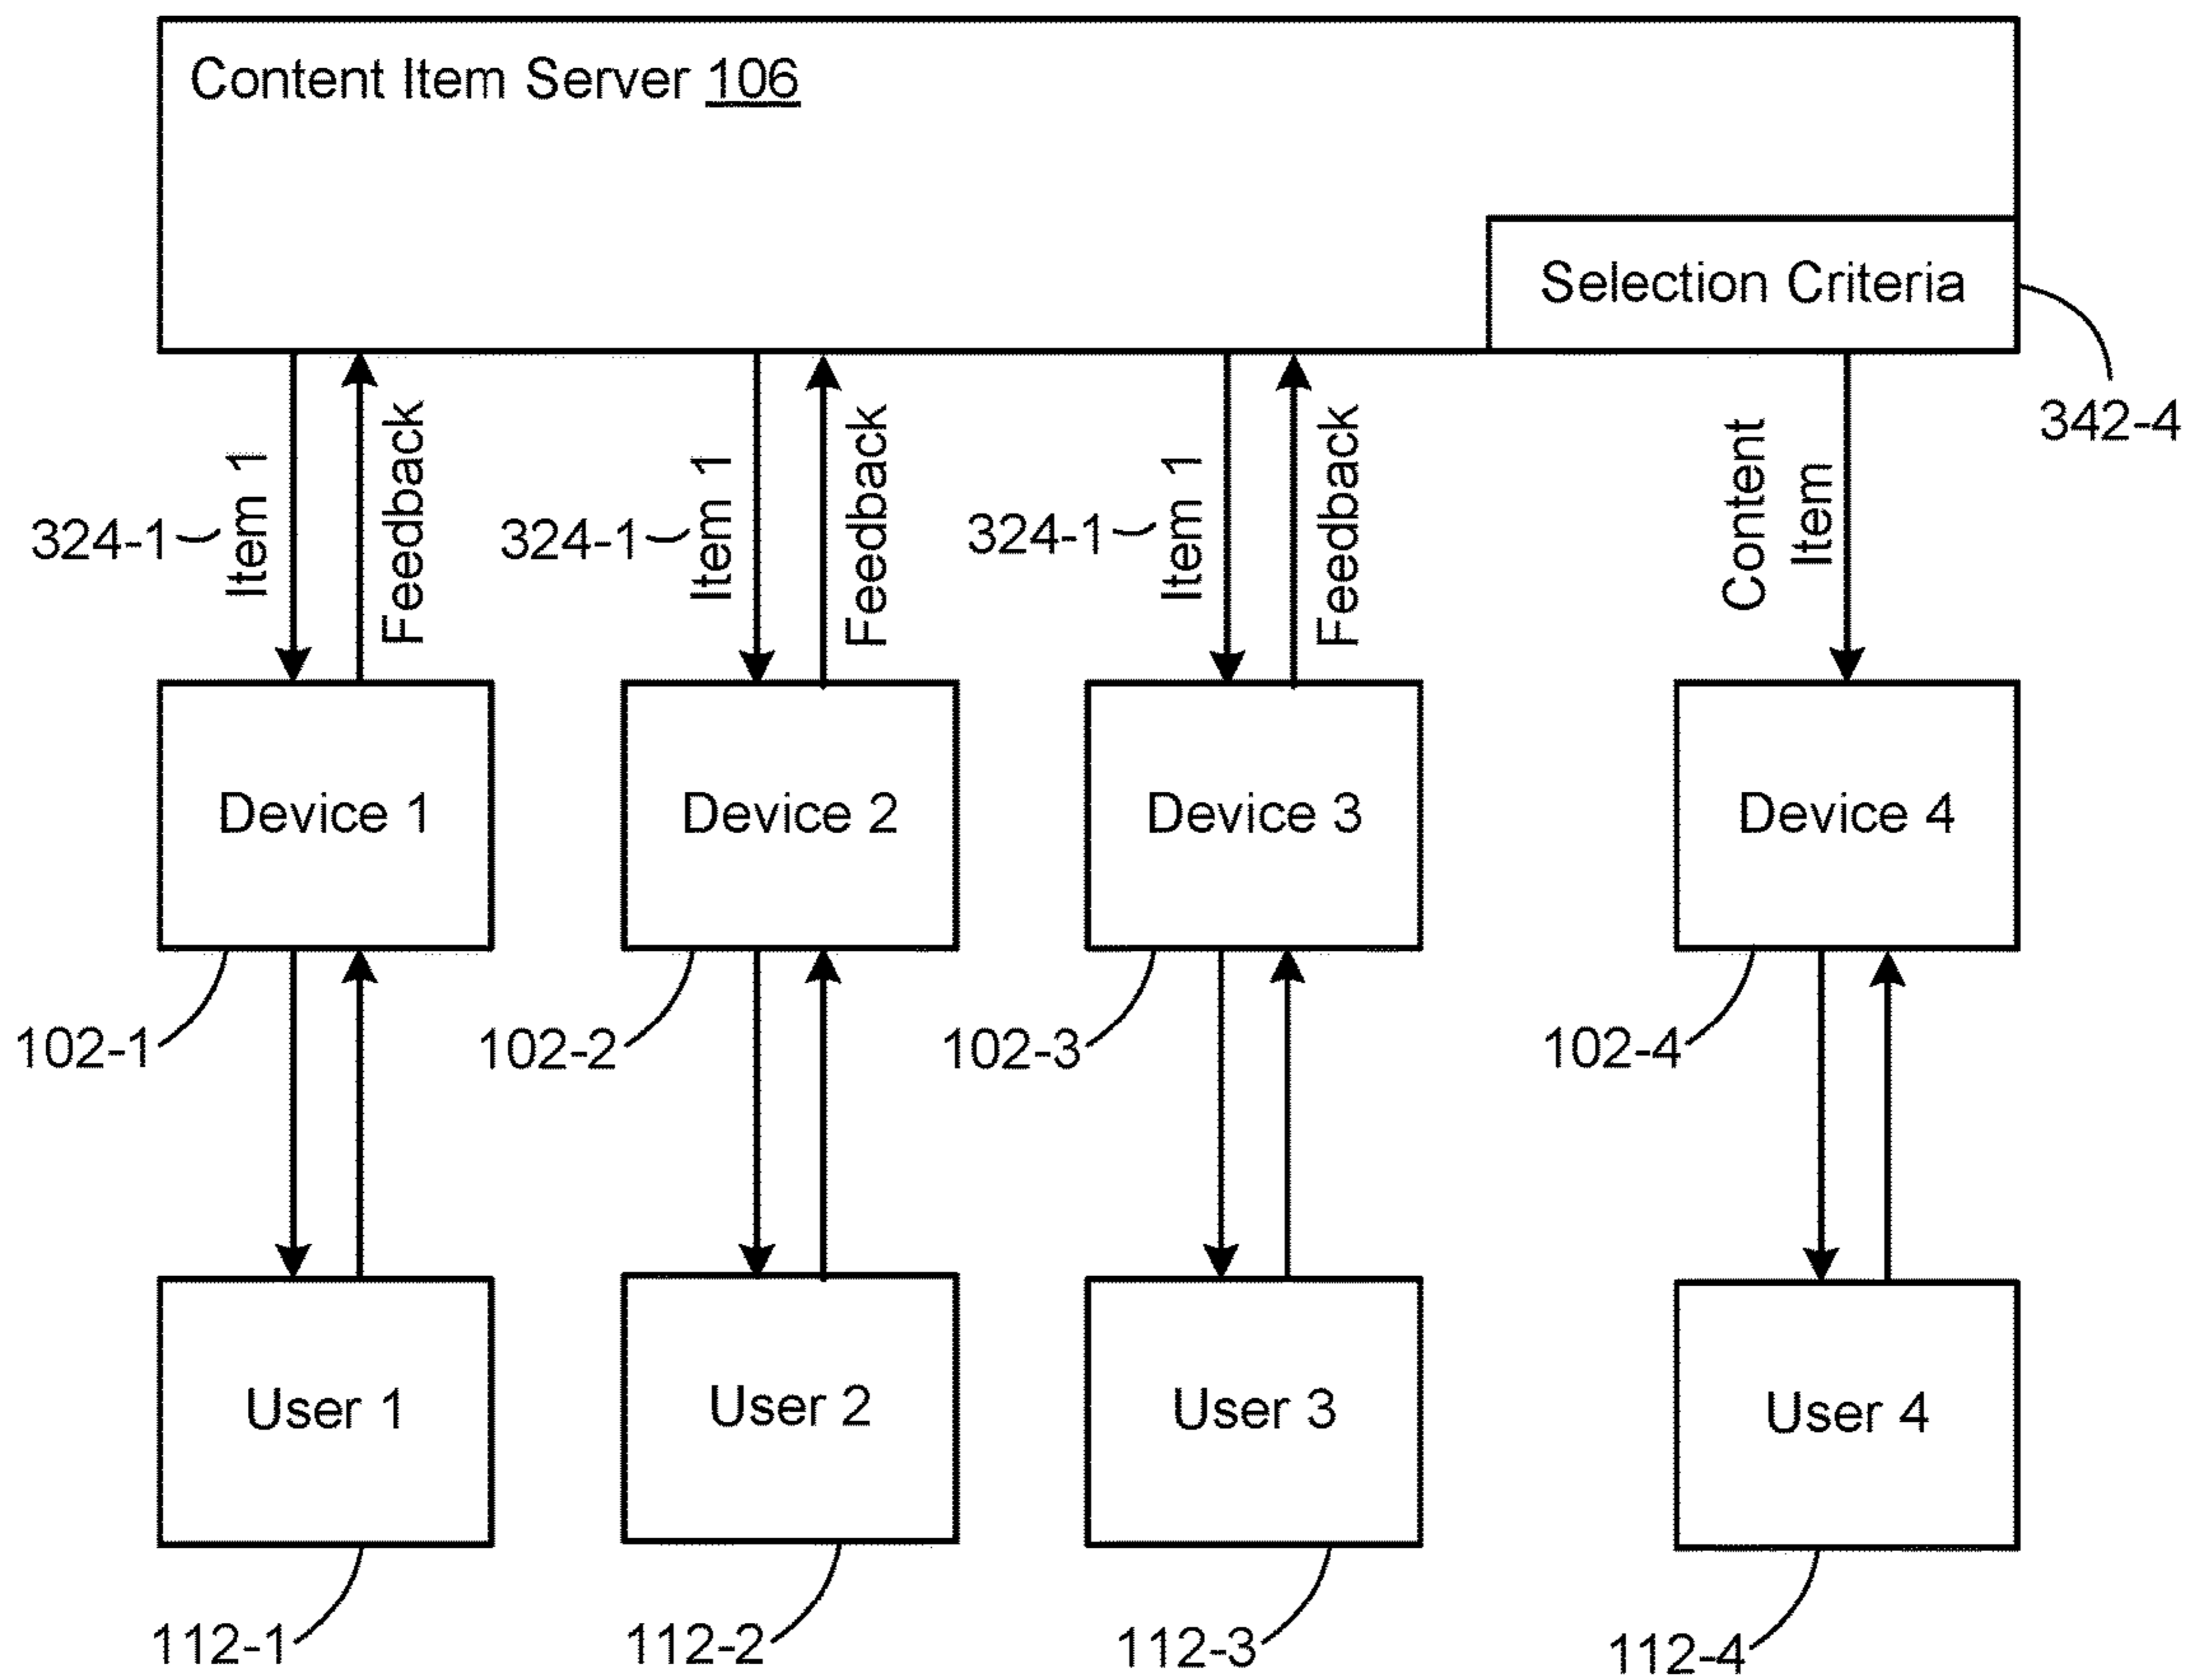 Content Item Server 106
Selection Criteria
342-4
324-1
Item 1
Feedback
324-1
Item 1
Feedback
324-1
Item 1
Feedback
Content
Item
Device 1
Device 2
Device 3
Device 4
102-1
102-2
102-3
102-4
User 1
User 2
User 3
User 4
112-1
112-2
112-3
112-4